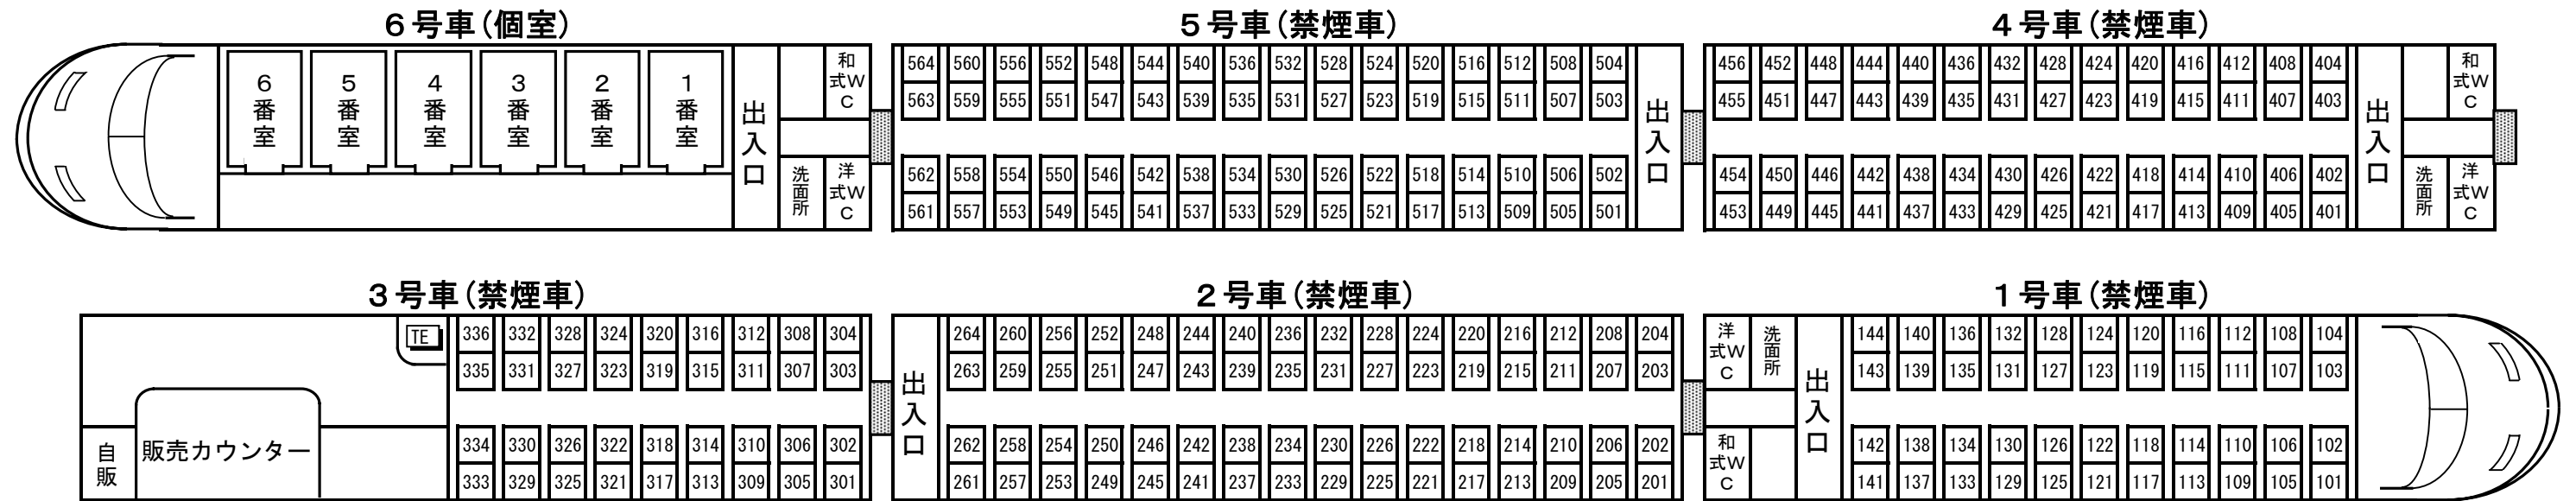 ６号車（個室）
５号車（禁煙車）
４号車（禁煙車）
６番室
５番室
４番室
３番室
２番室
１番室
出入口
和式ＷＣ
洗面所
洋式ＷＣ
564 560 556 552 548 544 540 536 532 528 524 520 516 512 508 504
563 559 555 551 547 543 539 535 531 527 523 519 515 511 507 503
562 558 554 550 546 542 538 534 530 526 522 518 514 510 506 502
561 557 553 549 545 541 537 533 529 525 521 517 513 509 505 501
出入口
456 452 448 444 440 436 432 428 424 420 416 412 408 404
455 451 447 443 439 435 431 427 423 419 415 411 407 403
454 450 446 442 438 434 430 426 422 418 414 410 406 402
453 449 445 441 437 433 429 425 421 417 413 409 405 401
出入口
和式ＷＣ
洗面所
洋式ＷＣ
３号車（禁煙車）
２号車（禁煙車）
１号車（禁煙車）
TE
自販
販売カウンター
336 332 328 324 320 316 312 308 304
335 331 327 323 319 315 311 307 303
334 330 326 322 318 314 310 306 302
333 329 325 321 317 313 309 305 301
出入口
264 260 256 252 248 244 240 236 232 228 224 220 216 212 208 204
263 259 255 251 247 243 239 235 231 227 223 219 215 211 207 203
262 258 254 250 246 242 238 234 230 226 222 218 214 210 206 202
261 257 253 249 245 241 237 233 229 225 221 217 213 209 205 201
洋式ＷＣ
洗面所
和式ＷＣ
出入口
144 140 136 132 128 124 120 116 112 108 104
143 139 135 131 127 123 119 115 111 107 103
142 138 134 130 126 122 118 114 110 106 102
141 137 133 129 125 121 117 113 109 105 101